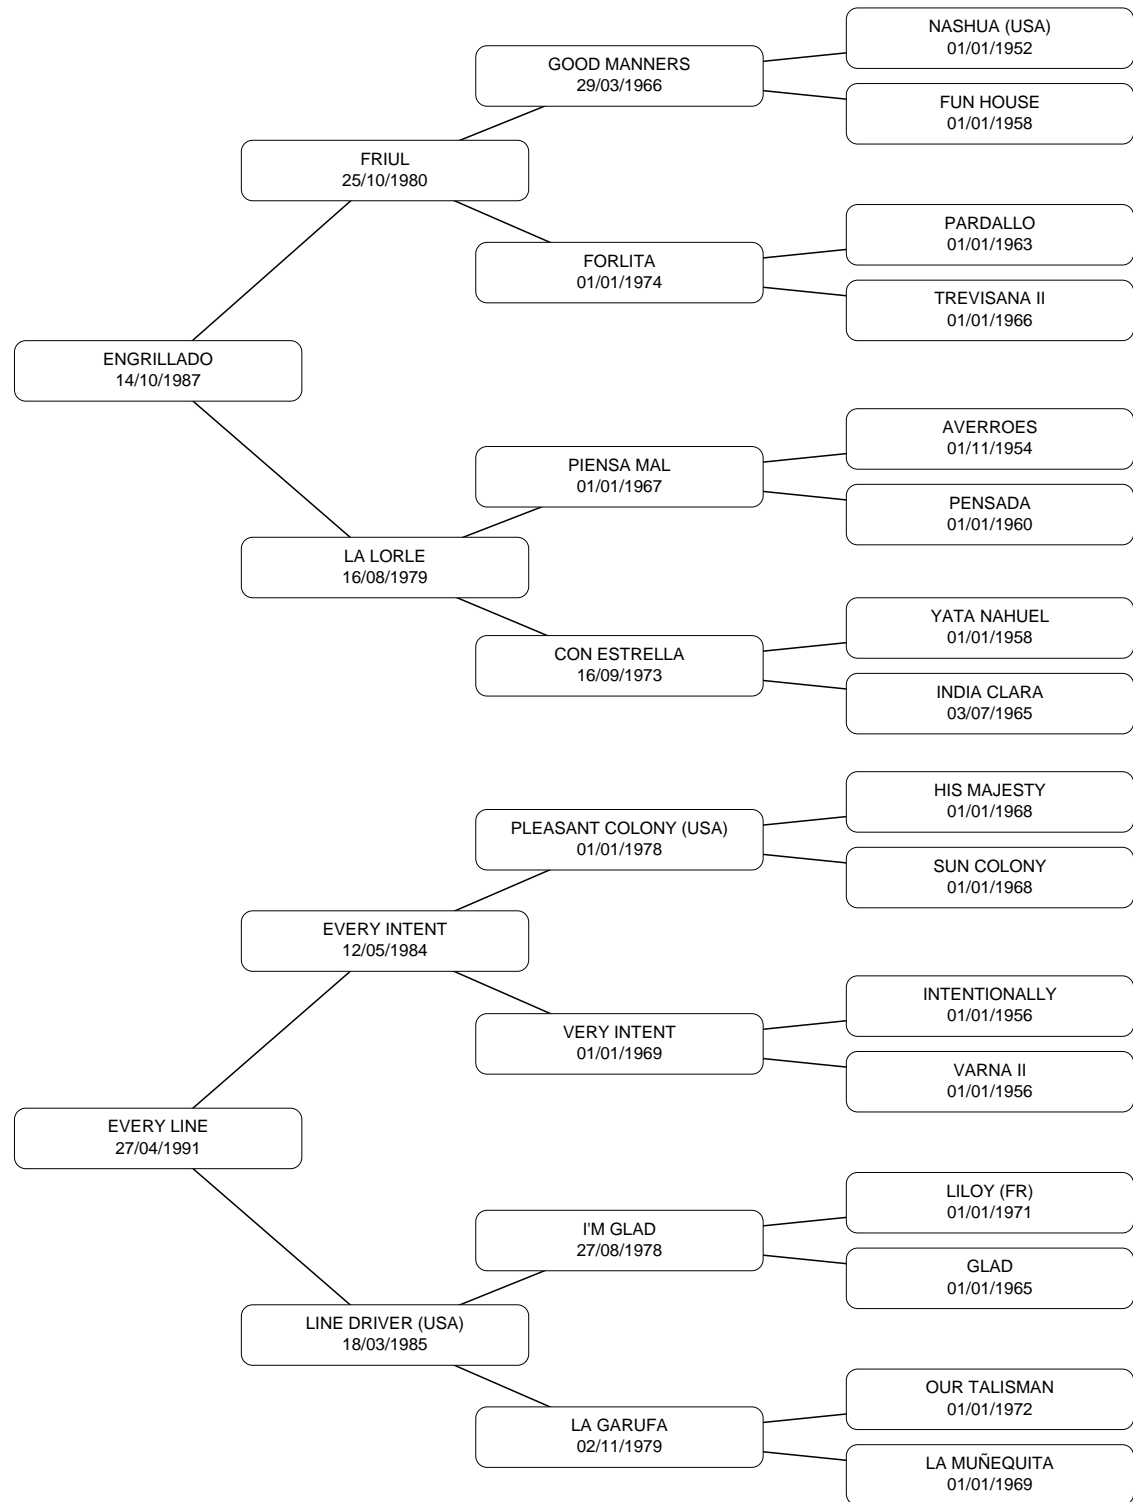 NASHUA (USA)
01/01/1952
GOOD MANNERS
29/03/1966
FUN HOUSE
01/01/1958
FRIUL
25/10/1980
PARDALLO
01/01/1963
FORLITA
01/01/1974
TREVISANA II
01/01/1966
ENGRILLADO
14/10/1987
AVERROES
01/11/1954
PIENSA MAL
01/01/1967
PENSADA
01/01/1960
LA LORLE
16/08/1979
YATA NAHUEL
01/01/1958
CON ESTRELLA
16/09/1973
INDIA CLARA
03/07/1965
HIS MAJESTY
01/01/1968
PLEASANT COLONY (USA)
01/01/1978
SUN COLONY
01/01/1968
EVERY INTENT
12/05/1984
INTENTIONALLY
01/01/1956
VERY INTENT
01/01/1969
VARNA II
01/01/1956
EVERY LINE
27/04/1991
LILOY (FR)
01/01/1971
I'M GLAD
27/08/1978
GLAD
01/01/1965
LINE DRIVER (USA)
18/03/1985
OUR TALISMAN
01/01/1972
LA GARUFA
02/11/1979
LA MUÑEQUITA
01/01/1969